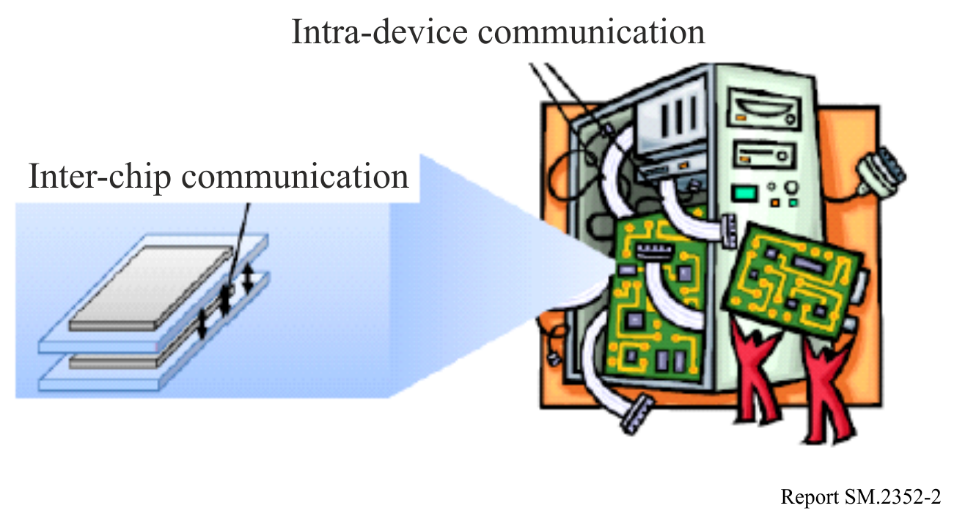 Intra-device communication
Inter-chip communication
Report SM.2352-2